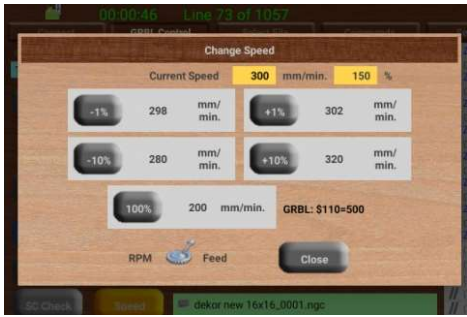 00:00:46 Line 73 of 1057
GRBL Control
Change Speed
Current Speed 300 mm/min. 150 %
-1% 298 mm/min. +1% 302 mm/min.
-10% 280 mm/min. +10% 320 mm/min.
100% 200 mm/min. GRBL: $110=500
RPM Feed Close
SC Check Speed dekor new 16x16_0001.ngc